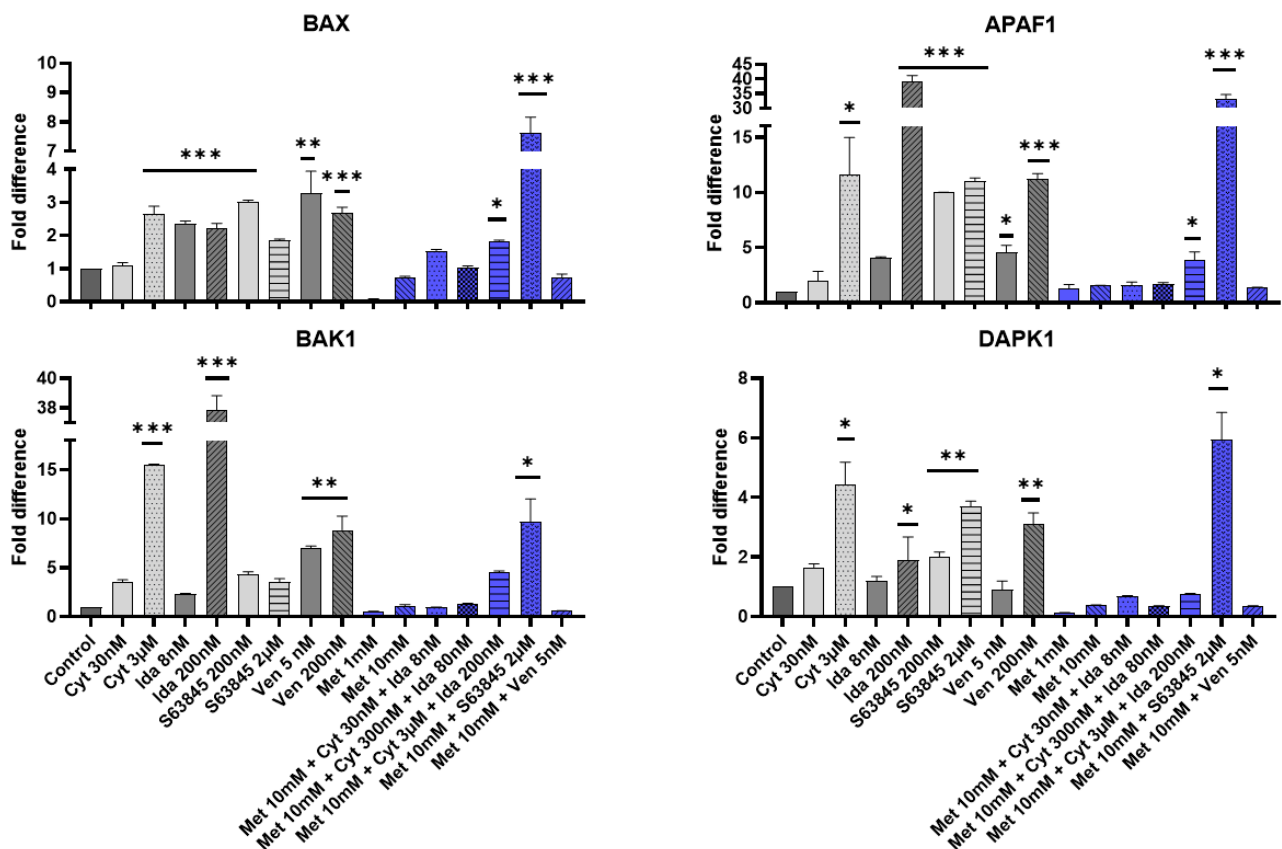 BAX
10
9
8
7
6
4
3
2
1
0
Fold difference
***
**
***
*
***
APAF1
45
40
35
30
15
10
5
0
Fold difference
*
***
*
***
*
***
BAK1
40
38
15
10
5
0
Fold difference
***
***
**
*
Control
Cyt 30nM
Cyt 3µM
Ida 8nM
Ida 200nM
S63845 200nM
S63845 2µM
Ven 5 nM
Ven 200nM
Met 1mM
Met 10mM
Met 10mM + Cyt 30nM + Ida 8nM
Met 10mM + Cyt 300nM + Ida 80nM
Met 10mM + Cyt 3µM + Ida 200nM
Met 10mM + S63845 2µM
Met 10mM + Ven 5nM
DAPK1
8
6
4
2
0
Fold difference
*
*
**
**
*
Control
Cyt 30nM
Cyt 3µM
Ida 8nM
Ida 200nM
S63845 200nM
S63845 2µM
Ven 5 nM
Ven 200nM
Met 1mM
Met 10mM
Met 10mM + Cyt 30nM + Ida 8nM
Met 10mM + Cyt 300nM + Ida 80nM
Met 10mM + Cyt 3µM + Ida 200nM
Met 10mM + S63845 2µM
Met 10mM + Ven 5nM